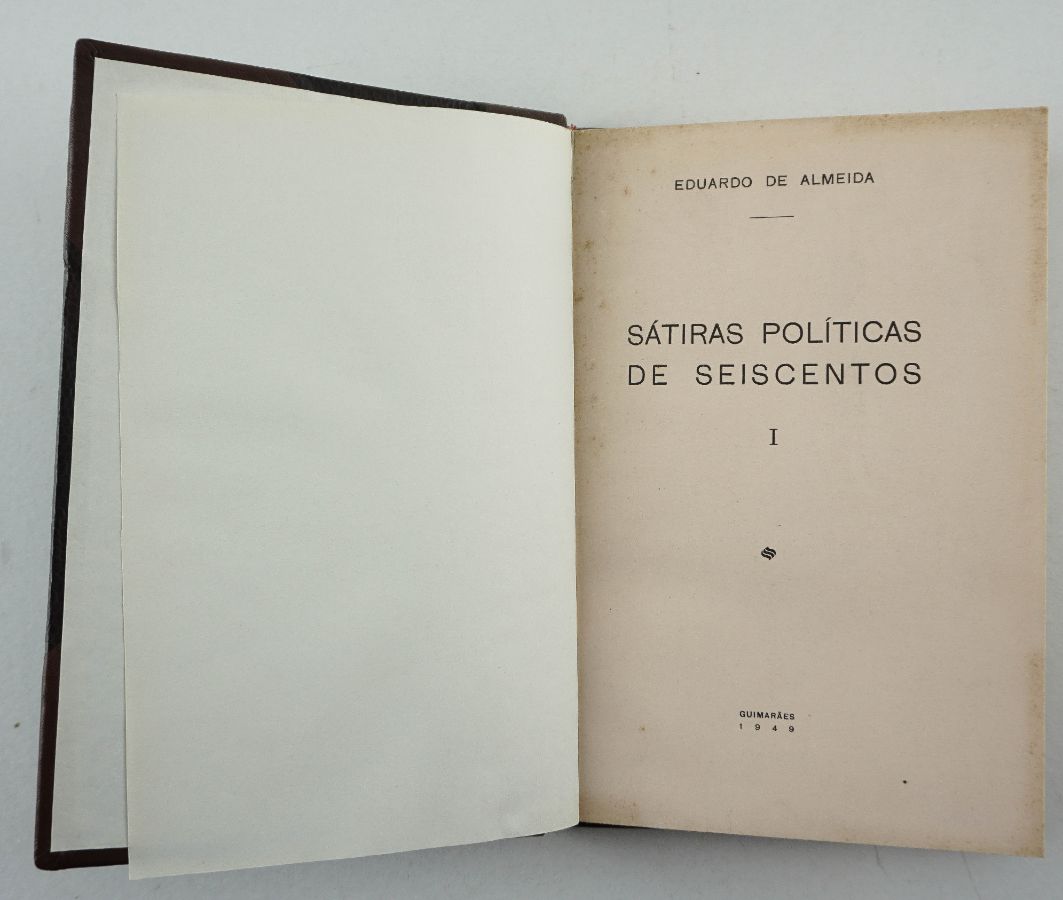 EDUARDO DE ALMEIDA
SÁTIRAS POLÍTICAS
DE SEISCENTOS
I
GUIMARÃES
1949